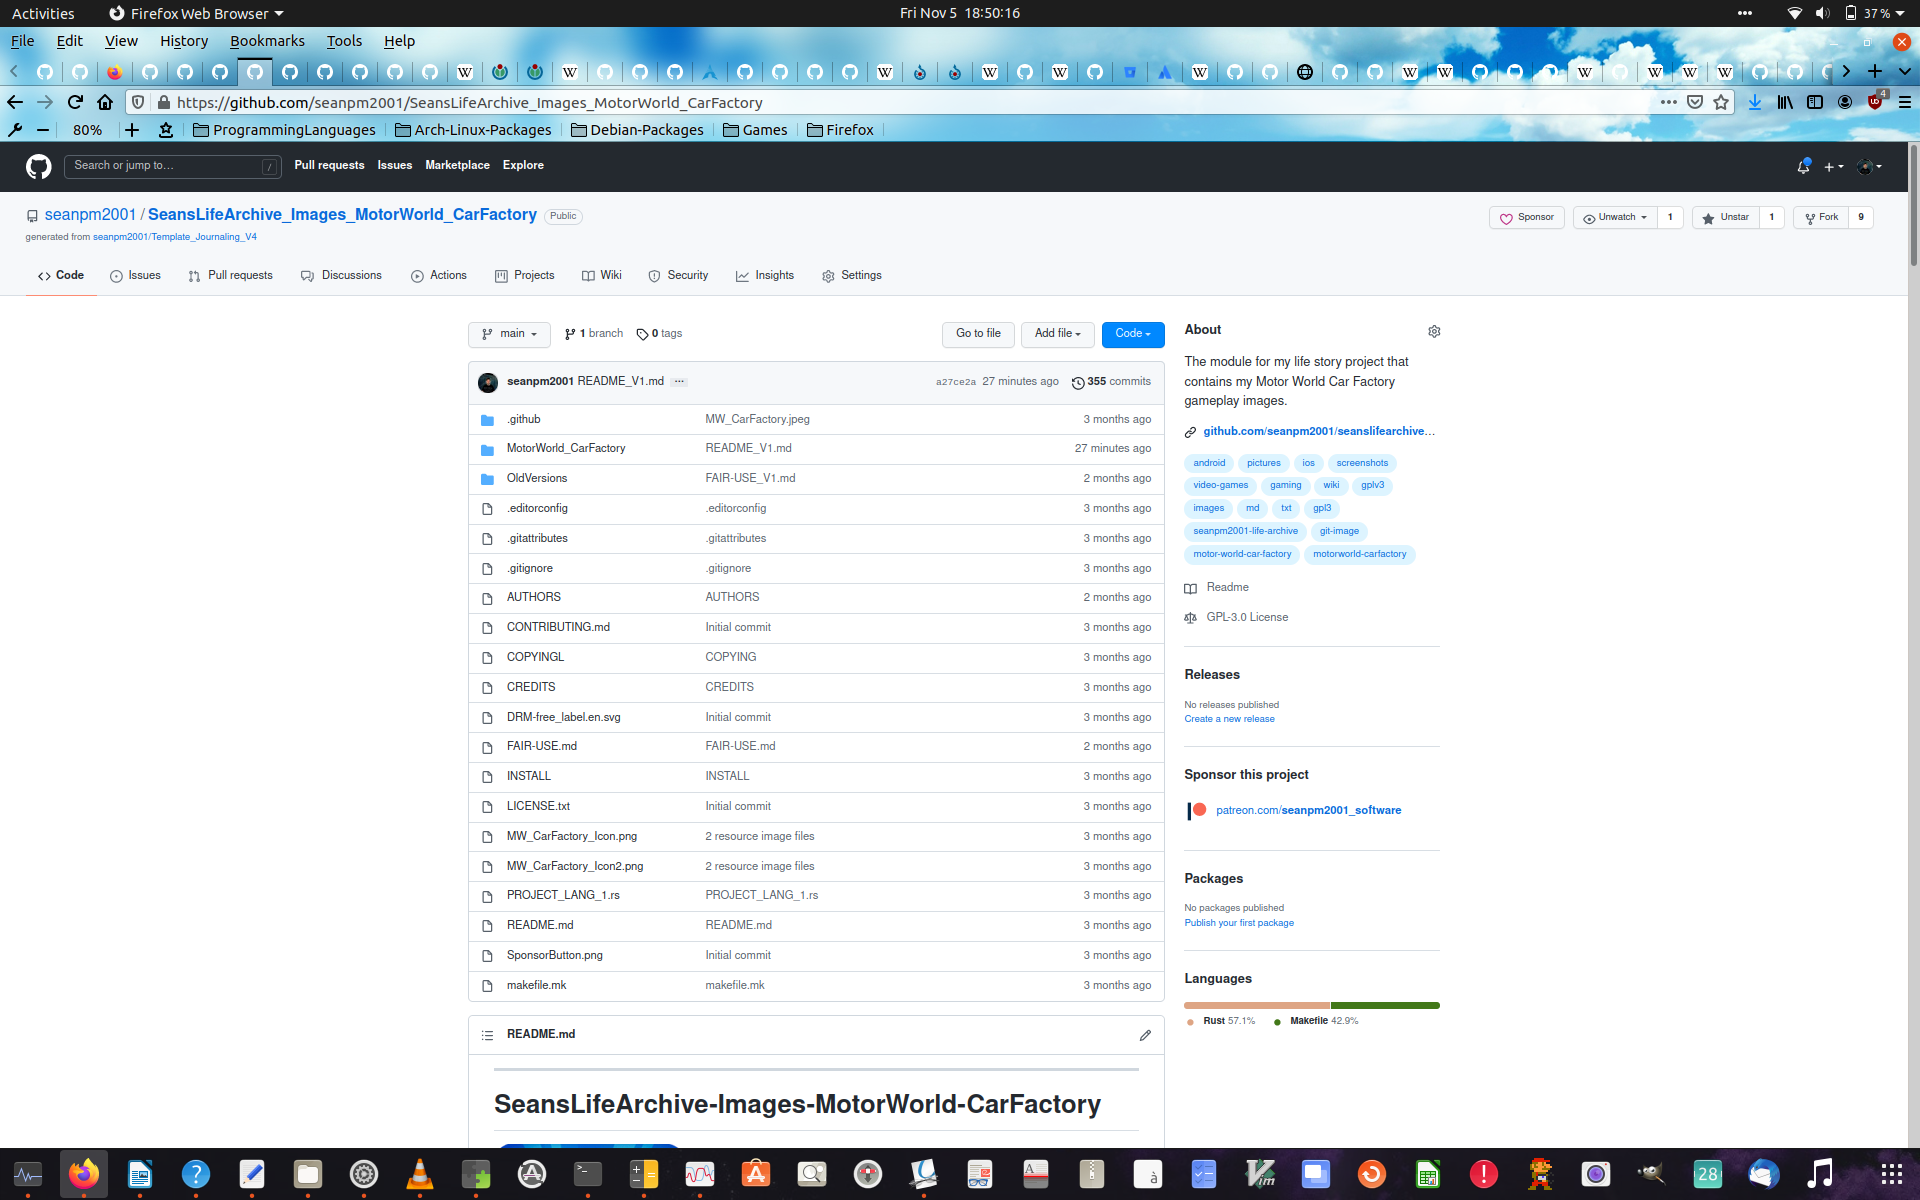 Activities Firefox Web Browser Fri Nov 5 18:50:16 37 %
File Edit View History Bookmarks Tools Help
https://github.com/seanpm2001/SeansLifeArchive_Images_MotorWorld_CarFactory
80% ProgrammingLanguages Arch-Linux-Packages Debian-Packages Games Firefox
Search or jump to… / Pull requests Issues Marketplace Explore
seanpm2001 / SeansLifeArchive_Images_MotorWorld_CarFactory Public Sponsor Unwatch 1 Unstar 1 Fork 9
generated from seanpm2001/Template_Journaling_V4
Code Issues Pull requests Discussions Actions Projects Wiki Security Insights Settings
main 1 branch 0 tags Go to file Add file Code
seanpm2001 README_V1.md ... a27ce2a 27 minutes ago 355 commits
.github MW_CarFactory.jpeg 3 months ago
MotorWorld_CarFactory README_V1.md 27 minutes ago
OldVersions FAIR-USE_V1.md 2 months ago
.editorconfig .editorconfig 3 months ago
.gitattributes .gitattributes 3 months ago
.gitignore .gitignore 3 months ago
AUTHORS AUTHORS 2 months ago
CONTRIBUTING.md Initial commit 3 months ago
COPYINGL COPYING 3 months ago
CREDITS CREDITS 3 months ago
DRM-free_label.en.svg Initial commit 3 months ago
FAIR-USE.md FAIR-USE.md 2 months ago
INSTALL INSTALL 3 months ago
LICENSE.txt Initial commit 3 months ago
MW_CarFactory_Icon.png 2 resource image files 3 months ago
MW_CarFactory_Icon2.png 2 resource image files 3 months ago
PROJECT_LANG_1.rs PROJECT_LANG_1.rs 3 months ago
README.md README.md 3 months ago
SponsorButton.png Initial commit 3 months ago
makefile.mk makefile.mk 3 months ago
README.md
SeansLifeArchive-Images-MotorWorld-CarFactory
About
The module for my life story project that
contains my Motor World Car Factory
gameplay images.
github.com/seanpm2001/seanslifearchive…
android pictures ios screenshots
video-games gaming wiki gplv3
images md txt gpl3
seanpm2001-life-archive git-image
motor-world-car-factory motorworld-carfactory
Readme
GPL-3.0 License
Releases
No releases published
Create a new release
Sponsor this project
patreon.com/seanpm2001_software
Packages
No packages published
Publish your first package
Languages
Rust 57.1% Makefile 42.9%
28